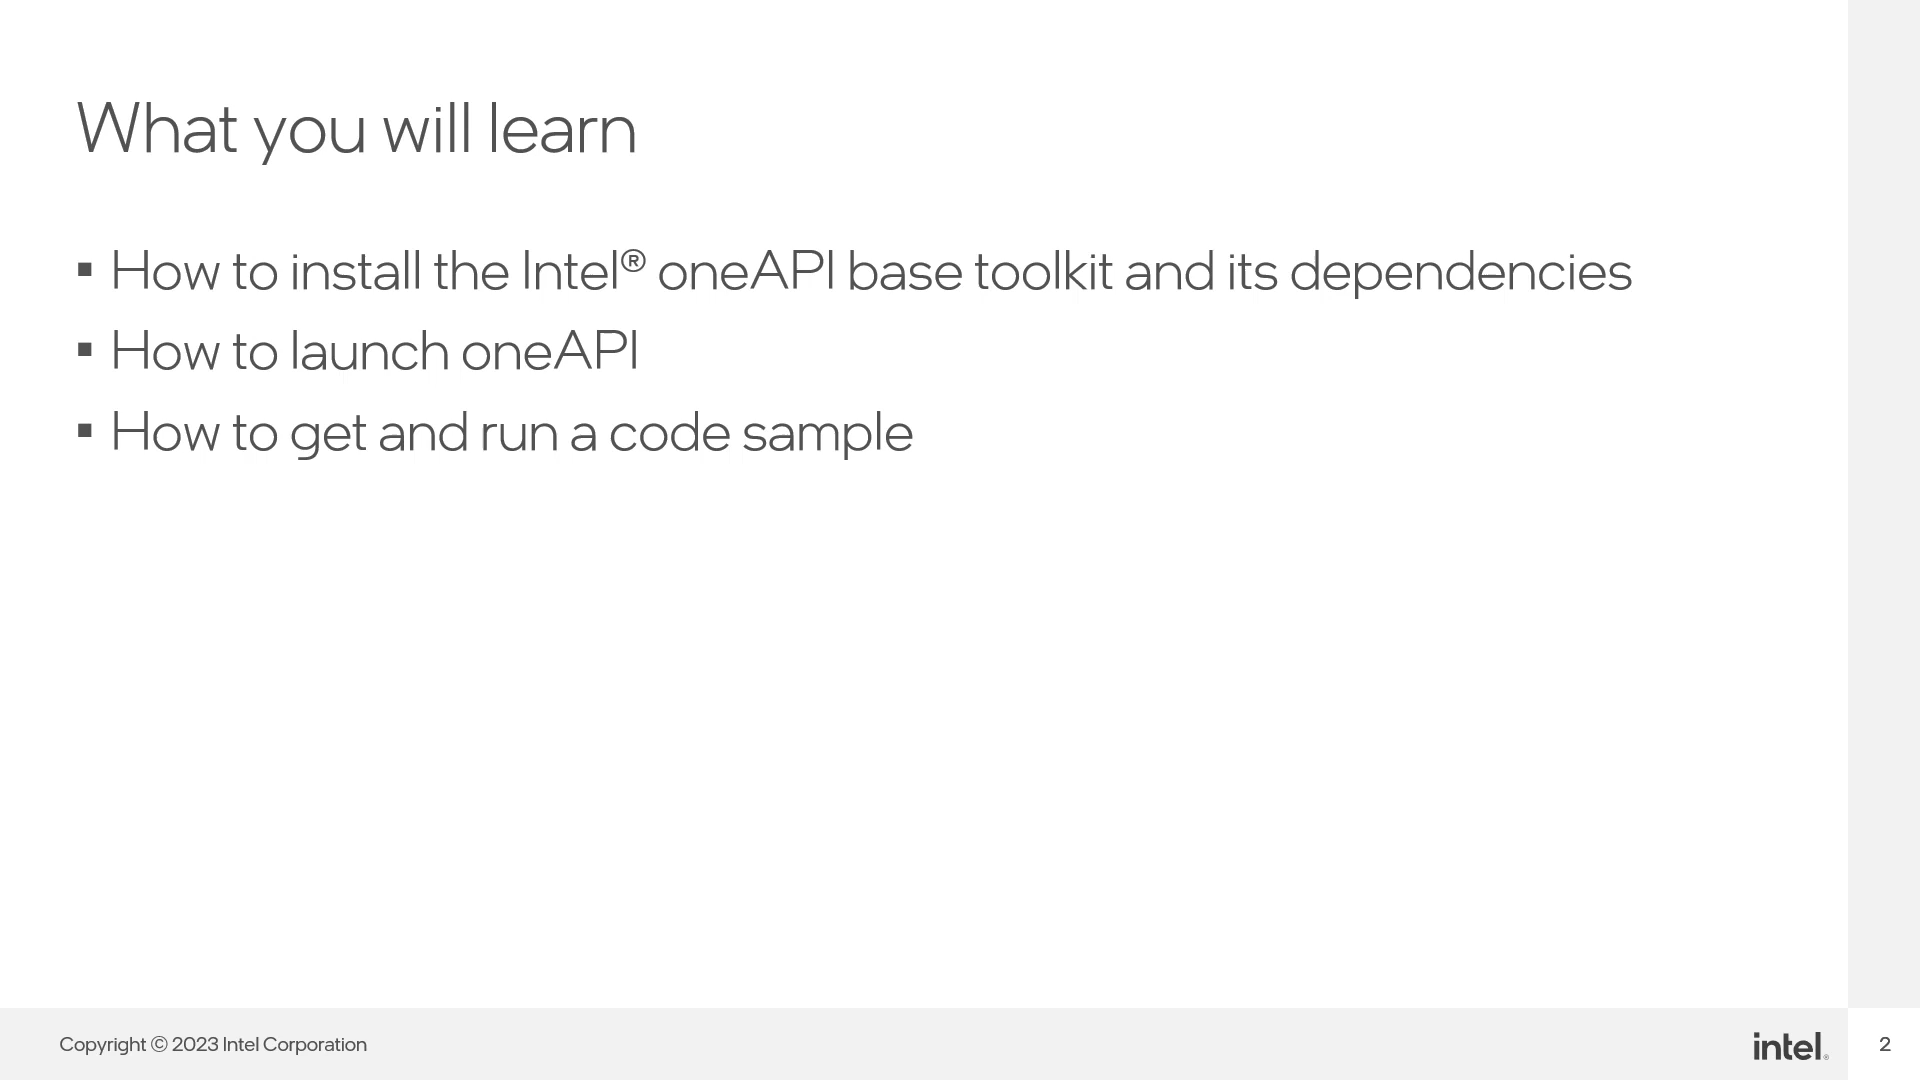 What you will learn
▪ How to install the Intel® oneAPI base toolkit and its dependencies
▪ How to launch oneAPI
▪ How to get and run a code sample
Copyright © 2023 Intel Corporation
intel®
2